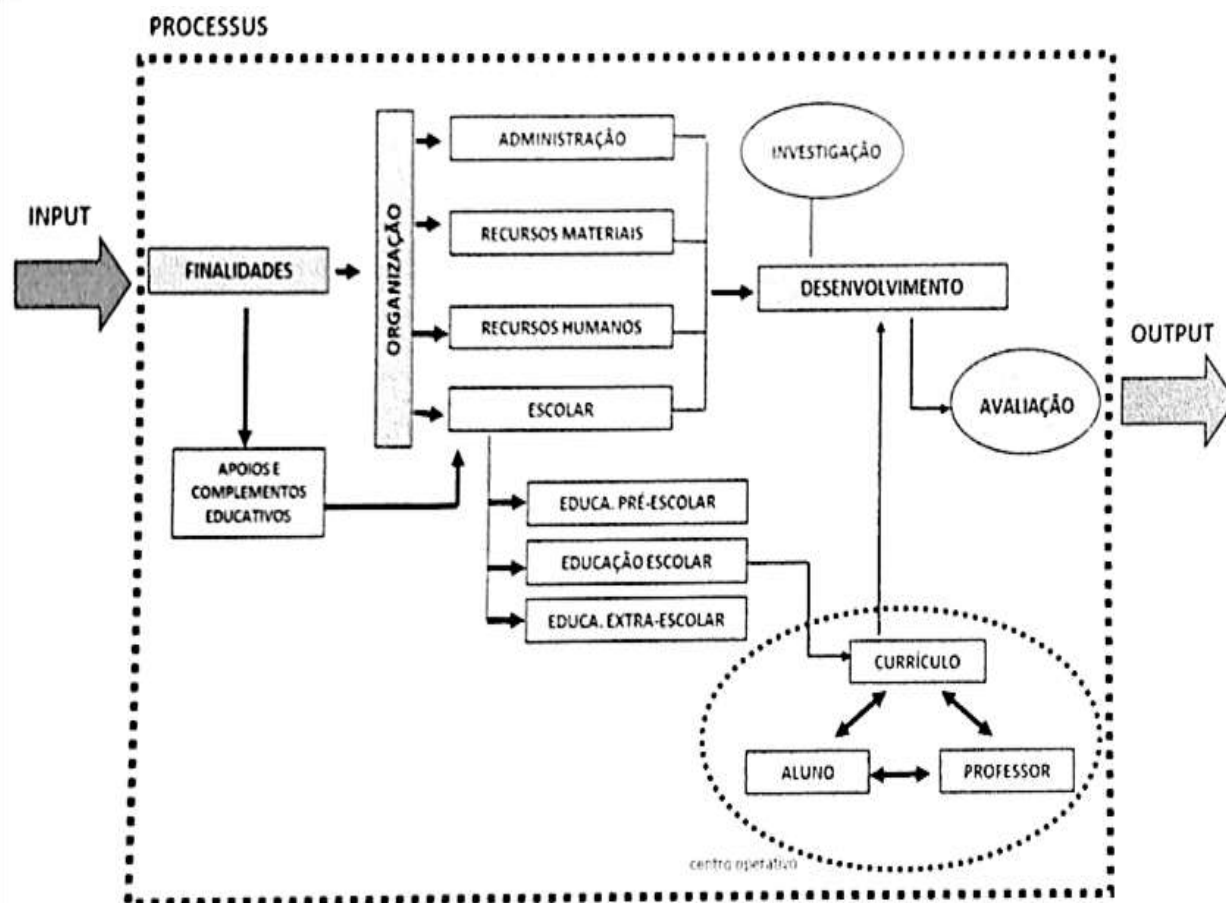 PROCESSUS
INPUT
FINALIDADES
ORGANIZAÇÃO
ADMINISTRAÇÃO
RECURSOS MATERIAIS
RECURSOS HUMANOS
ESCOLAR
INVESTIGAÇÃO
DESENVOLVIMENTO
AVALIAÇÃO
OUTPUT
APOIOS E
COMPLEMENTOS
EDUCATIVOS
EDUCA. PRÉ-ESCOLAR
EDUCAÇÃO ESCOLAR
EDUCA. EXTRA-ESCOLAR
CURRÍCULO
ALUNO
PROFESSOR
centro operativo